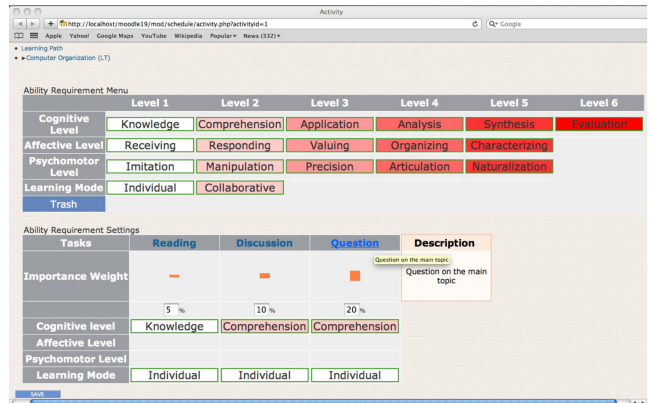 Activity
http://localhost/moodle19/mod/schedule/activity.php?activityid=1
Google
Apple Yahoo! Google Maps YouTube Wikipedia Popular News (332)
Learning Path
Computer Organization (LT)
Ability Requirement Menu
Level 1 Level 2 Level 3 Level 4 Level 5 Level 6
Cognitive Level Knowledge Comprehension Application Analysis Synthesis Evaluation
Affective Level Receiving Responding Valuing Organizing Characterizing
Psychomotor Level Imitation Manipulation Precision Articulation Naturalization
Learning Mode Individual Collaborative
Trash
Ability Requirement Settings
Tasks Reading Discussion Question Description
Question on the main topic
Importance Weight Question on the main topic
5 % 10 % 20 %
Cognitive level Knowledge Comprehension Comprehension
Affective Level
Psychomotor Level
Learning Mode Individual Individual Individual
SAVE